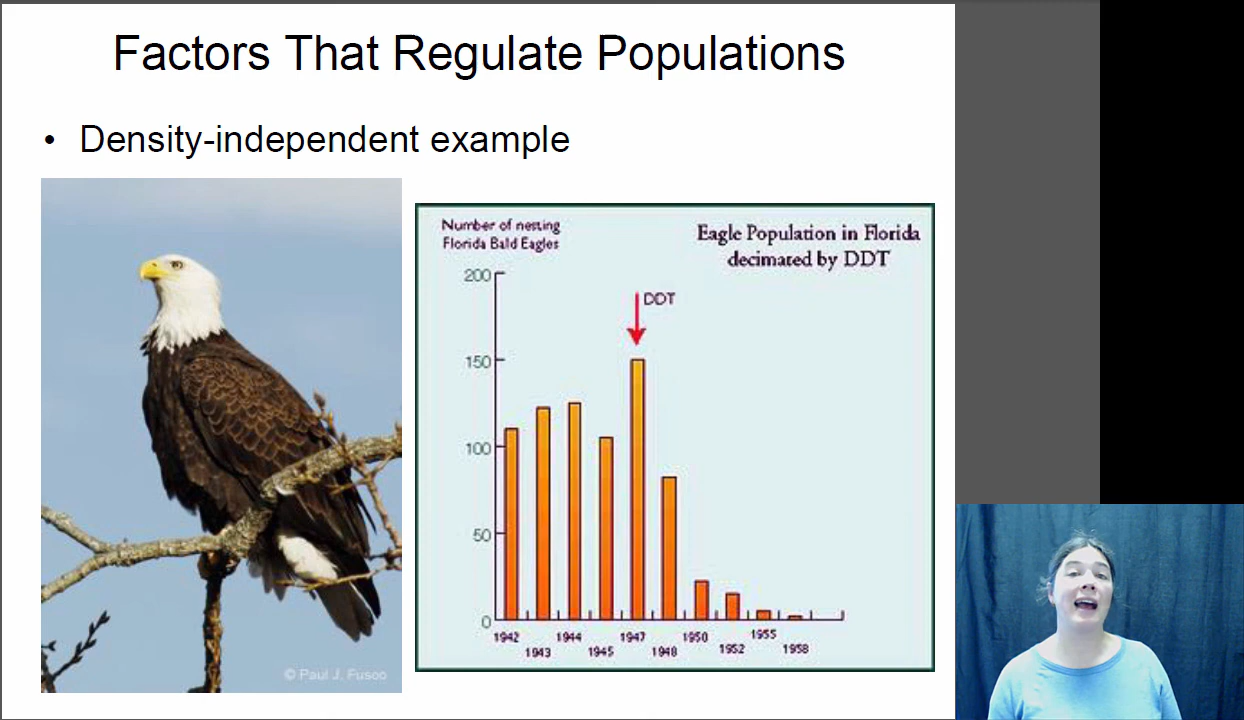 Factors That Regulate Populations
• Density-independent example
© Paul J. Fusco
Number of nesting
Florida Bald Eagles
Eagle Population in Florida
decimated by DDT
DDT
200
150
100
50
0
1942
1943
1944
1945
1947
1948
1950
1952
1955
1958